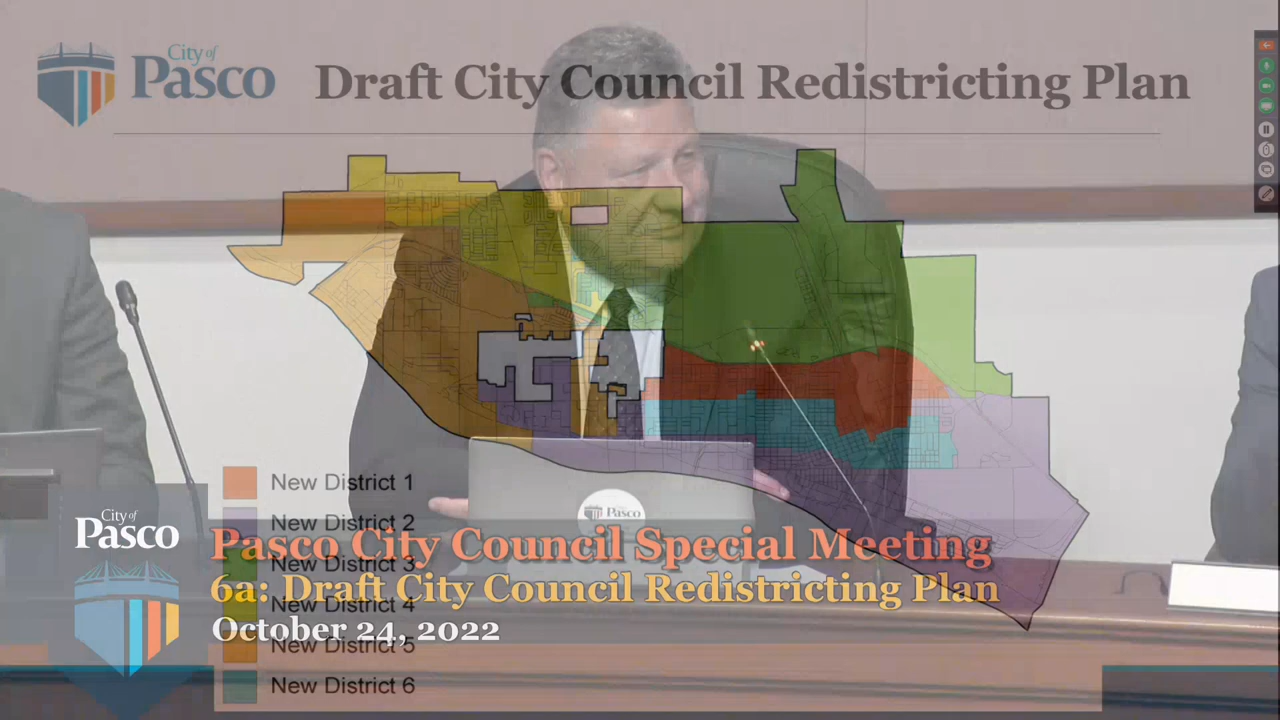 City of
Pasco
Draft City Council Redistricting Plan
Pasco
New District 1
New District 2
New District 3
New District 4
New District 5
New District 6
City of
Pasco
Pasco City Council Special Meeting
6a: Draft City Council Redistricting Plan
October 24, 2022